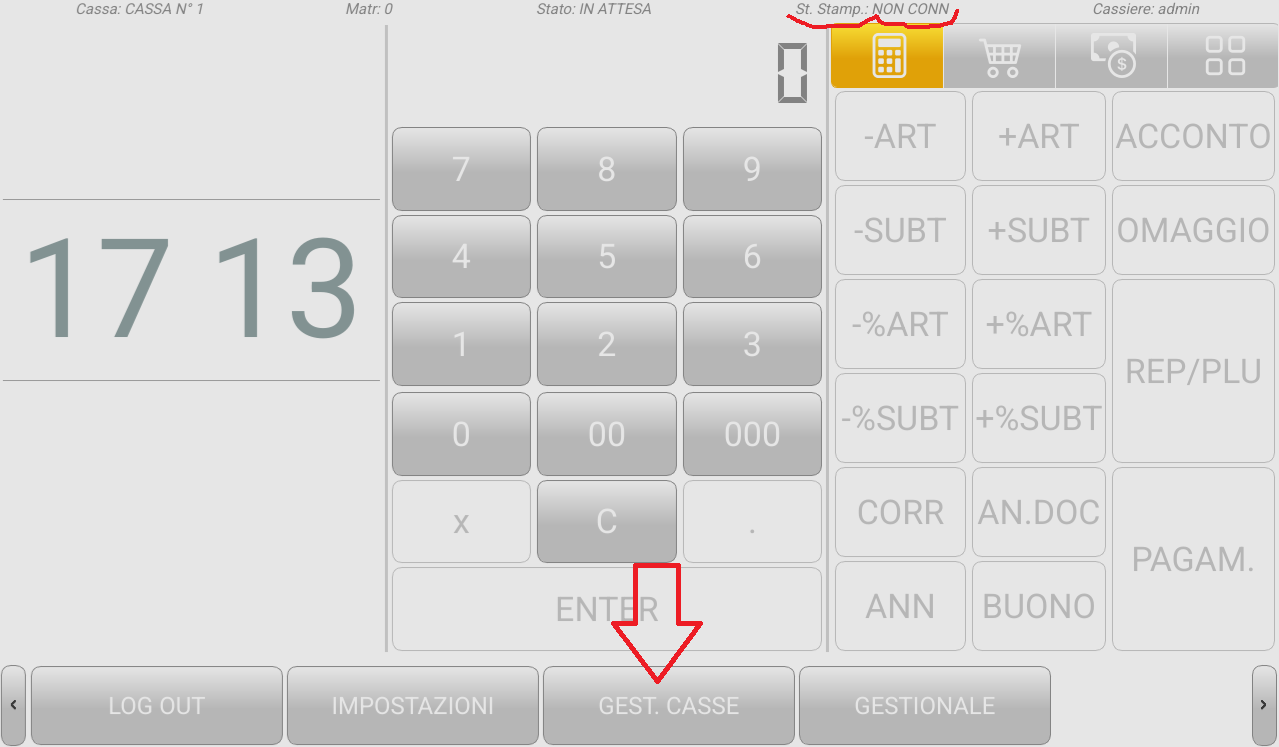 Cassa: CASSA N° 1 Matr: 0 Stato: IN ATTESA St. Stamp.: NON CONN Cassiere: admin
0
7 8 9
4 5 6
1 2 3
0 00 000
x C .
ENTER
17 13
-ART +ART ACCONTO
-SUBT +SUBT OMAGGIO
-%ART +%ART REP/PLU
-%SUBT +%SUBT
CORR AN.DOC PAGAM.
ANN BUONO
‹ LOG OUT IMPOSTAZIONI GEST. CASSE GESTIONALE ›